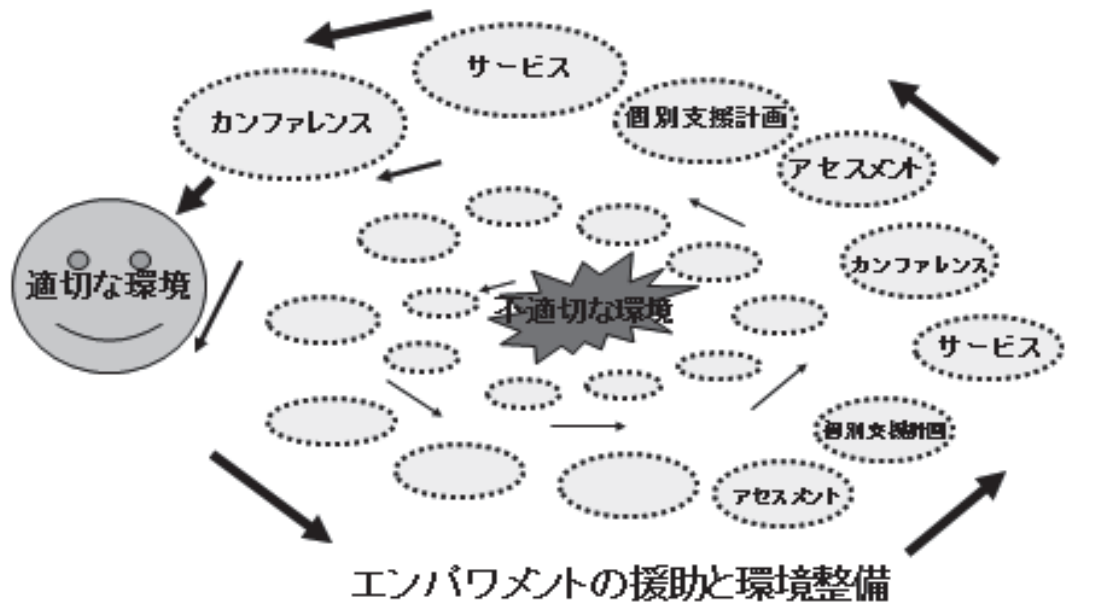 サービス
カンファレンス
個別支援計画
アセスメント
適切な環境
カンファレンス
不適切な環境
サービス
個別支援計画
アセスメント
エンパワメントの援助と環境整備